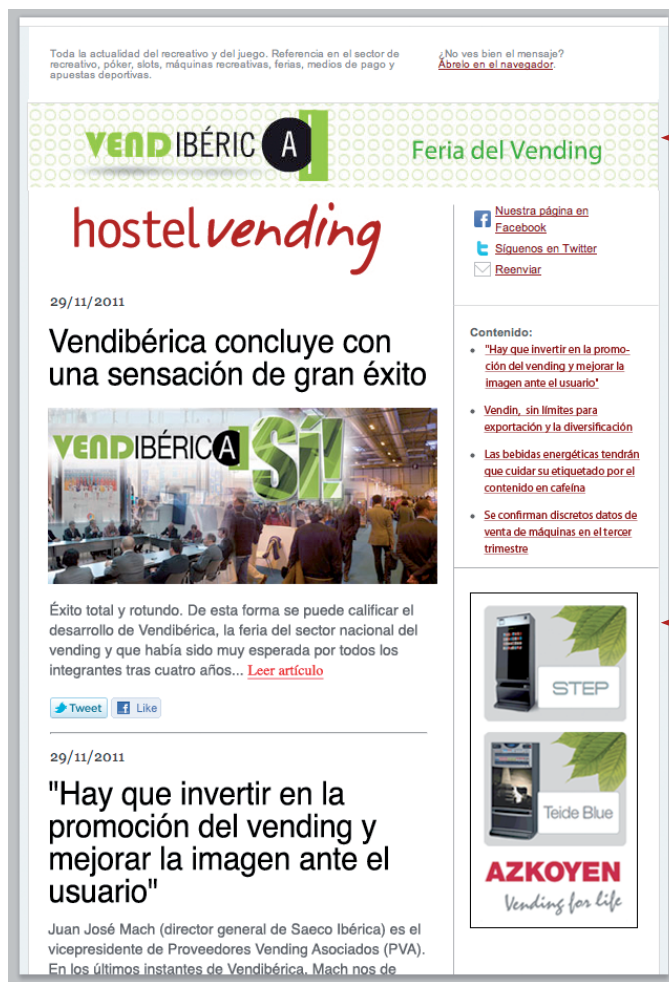 Toda la actualidad del recreativo y del juego. Referencia en el sector de
recreativo, póker, slots, máquinas recreativas, ferias, medios de pago y
apuestas deportivas.
¿No ves bien el mensaje?
Ábrelo en el navegador.
VENDIBÉRICA
Feria del Vending
hostelvending
Nuestra página en
Facebook
Síguenos en Twitter
Reenviar
29/11/2011
Vendibérica concluye con
una sensación de gran éxito
VENDIBÉRICA Sí!
Éxito total y rotundo. De esta forma se puede calificar el
desarrollo de Vendibérica, la feria del sector nacional del
vending y que había sido muy esperada por todos los
integrantes tras cuatro años... Leer artículo
Tweet
Like
29/11/2011
"Hay que invertir en la
promoción del vending y
mejorar la imagen ante el
usuario"
Juan José Mach (director general de Saeco Ibérica) es el
vicepresidente de Proveedores Vending Asociados (PVA).
En los últimos instantes de Vendibérica, Mach nos de
Contenido:
"Hay que invertir en la promo-
ción del vending y mejorar la
imagen ante el usuario"
Vendin, sin límites para
exportación y la diversificación
Las bebidas energéticas tendrán
que cuidar su etiquetado por el
contenido en cafeína
Se confirman discretos datos de
venta de máquinas en el tercer
trimestre
STEP
Teide Blue
AZKOYEN
Vending for life